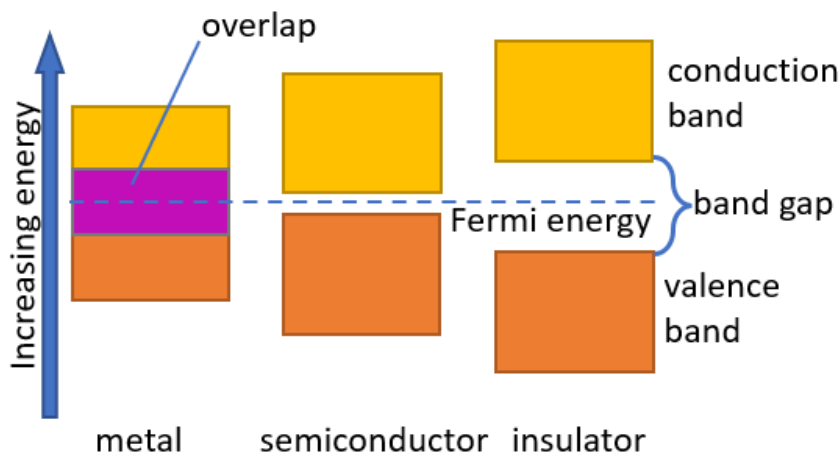 overlap
Increasing energy
conduction
band
Fermi energy
band gap
valence
band
metal
semiconductor
insulator